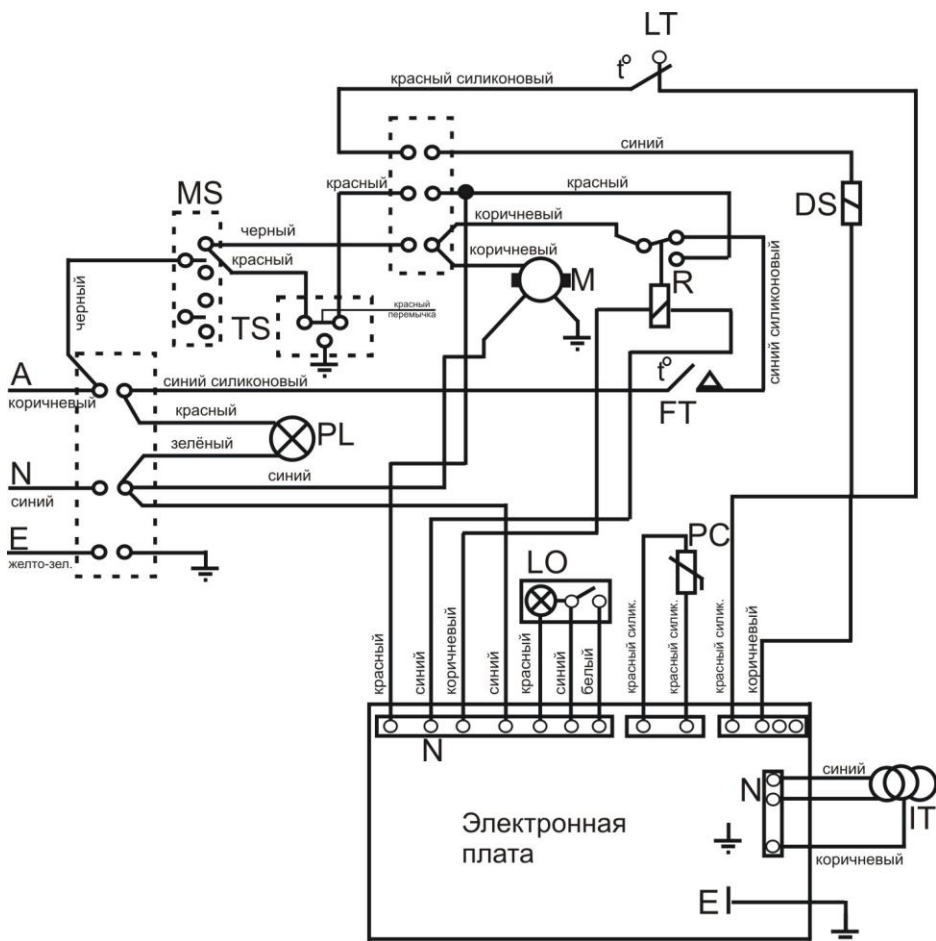 LT
t°
красный силиконовый
синий
MS
красный
красный
DS
коричневый
черный
коричневый
красный
M
R
черный
TS
красный
перемычка
синий силиконовый
A
синий силиконовый
t°
FT
коричневый
красный
PL
зелёный
N
синий
синий
E
желто-зел.
PC
LO
красный
синий
коричневый
синий
красный
синий
белый
красный силик.
красный силик.
красный силик.
коричневый
N
синий
N
IT
Электронная
плата
коричневый
E